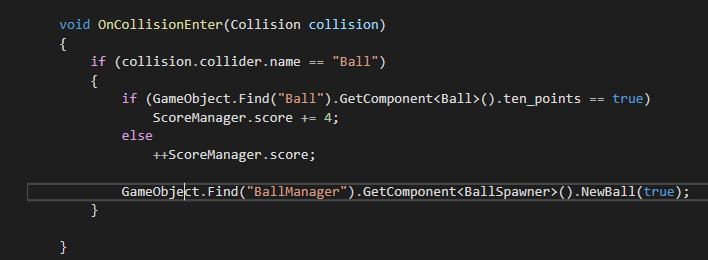 void OnCollisionEnter(Collision collision)
{
if (collision.collider.name == "Ball")
{
if (GameObject.Find("Ball").GetComponent<Ball>().ten_points == true)
ScoreManager.score += 4;
else
++ScoreManager.score;
GameObject.Find("BallManager").GetComponent<BallSpawner>().NewBall(true);
}
}